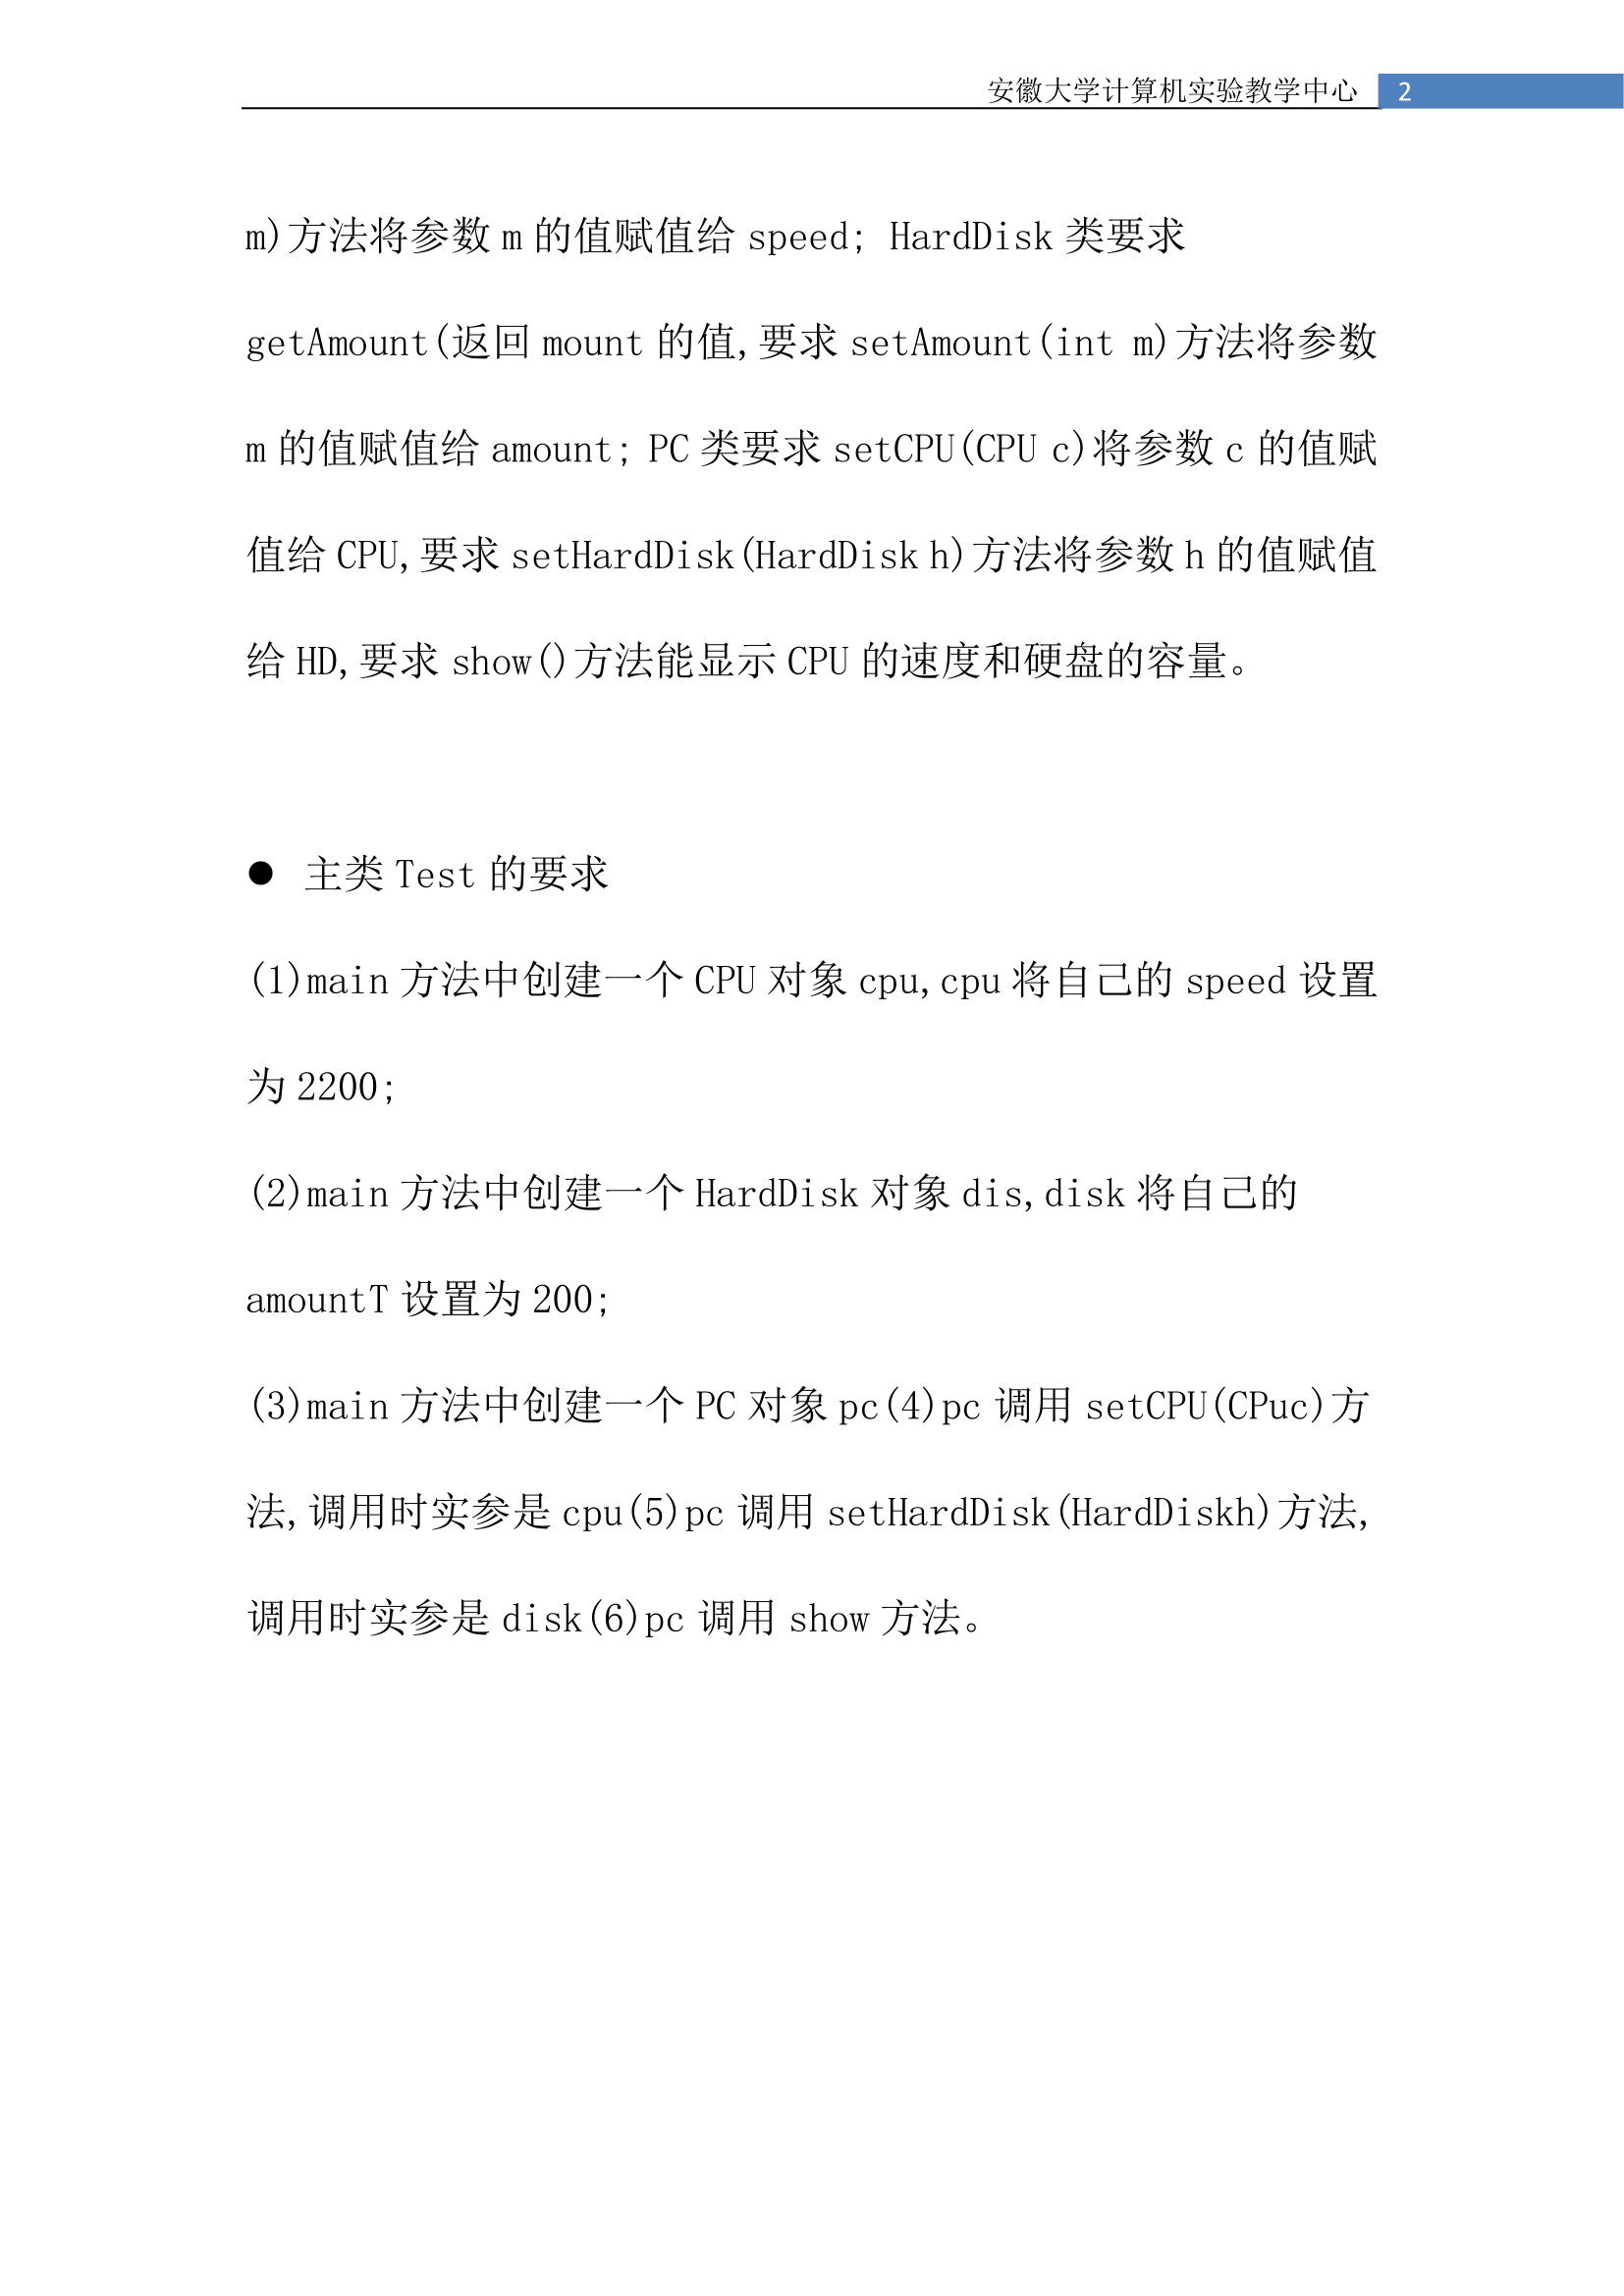 安徽大学计算机实验教学中心 2
m)方法将参数 m 的值赋值给 speed; HardDisk 类要求
getAmount(返回 mount 的值,要求 setAmount(int m)方法将参数
m 的值赋值给 amount; PC 类要求 setCPU(CPU c)将参数 c 的值赋
值给 CPU,要求 setHardDisk(HardDisk h)方法将参数 h 的值赋值
给 HD,要求 show()方法能显示 CPU 的速度和硬盘的容量。
● 主类 Test 的要求
(1)main 方法中创建一个 CPU 对象 cpu,cpu 将自己的 speed 设置
为 2200;
(2)main 方法中创建一个 HardDisk 对象 dis,disk 将自己的
amountT 设置为 200;
(3)main 方法中创建一个 PC 对象 pc(4)pc 调用 setCPU(CPuc)方
法,调用时实参是 cpu(5)pc 调用 setHardDisk(HardDiskh)方法,
调用时实参是 disk(6)pc 调用 show 方法。